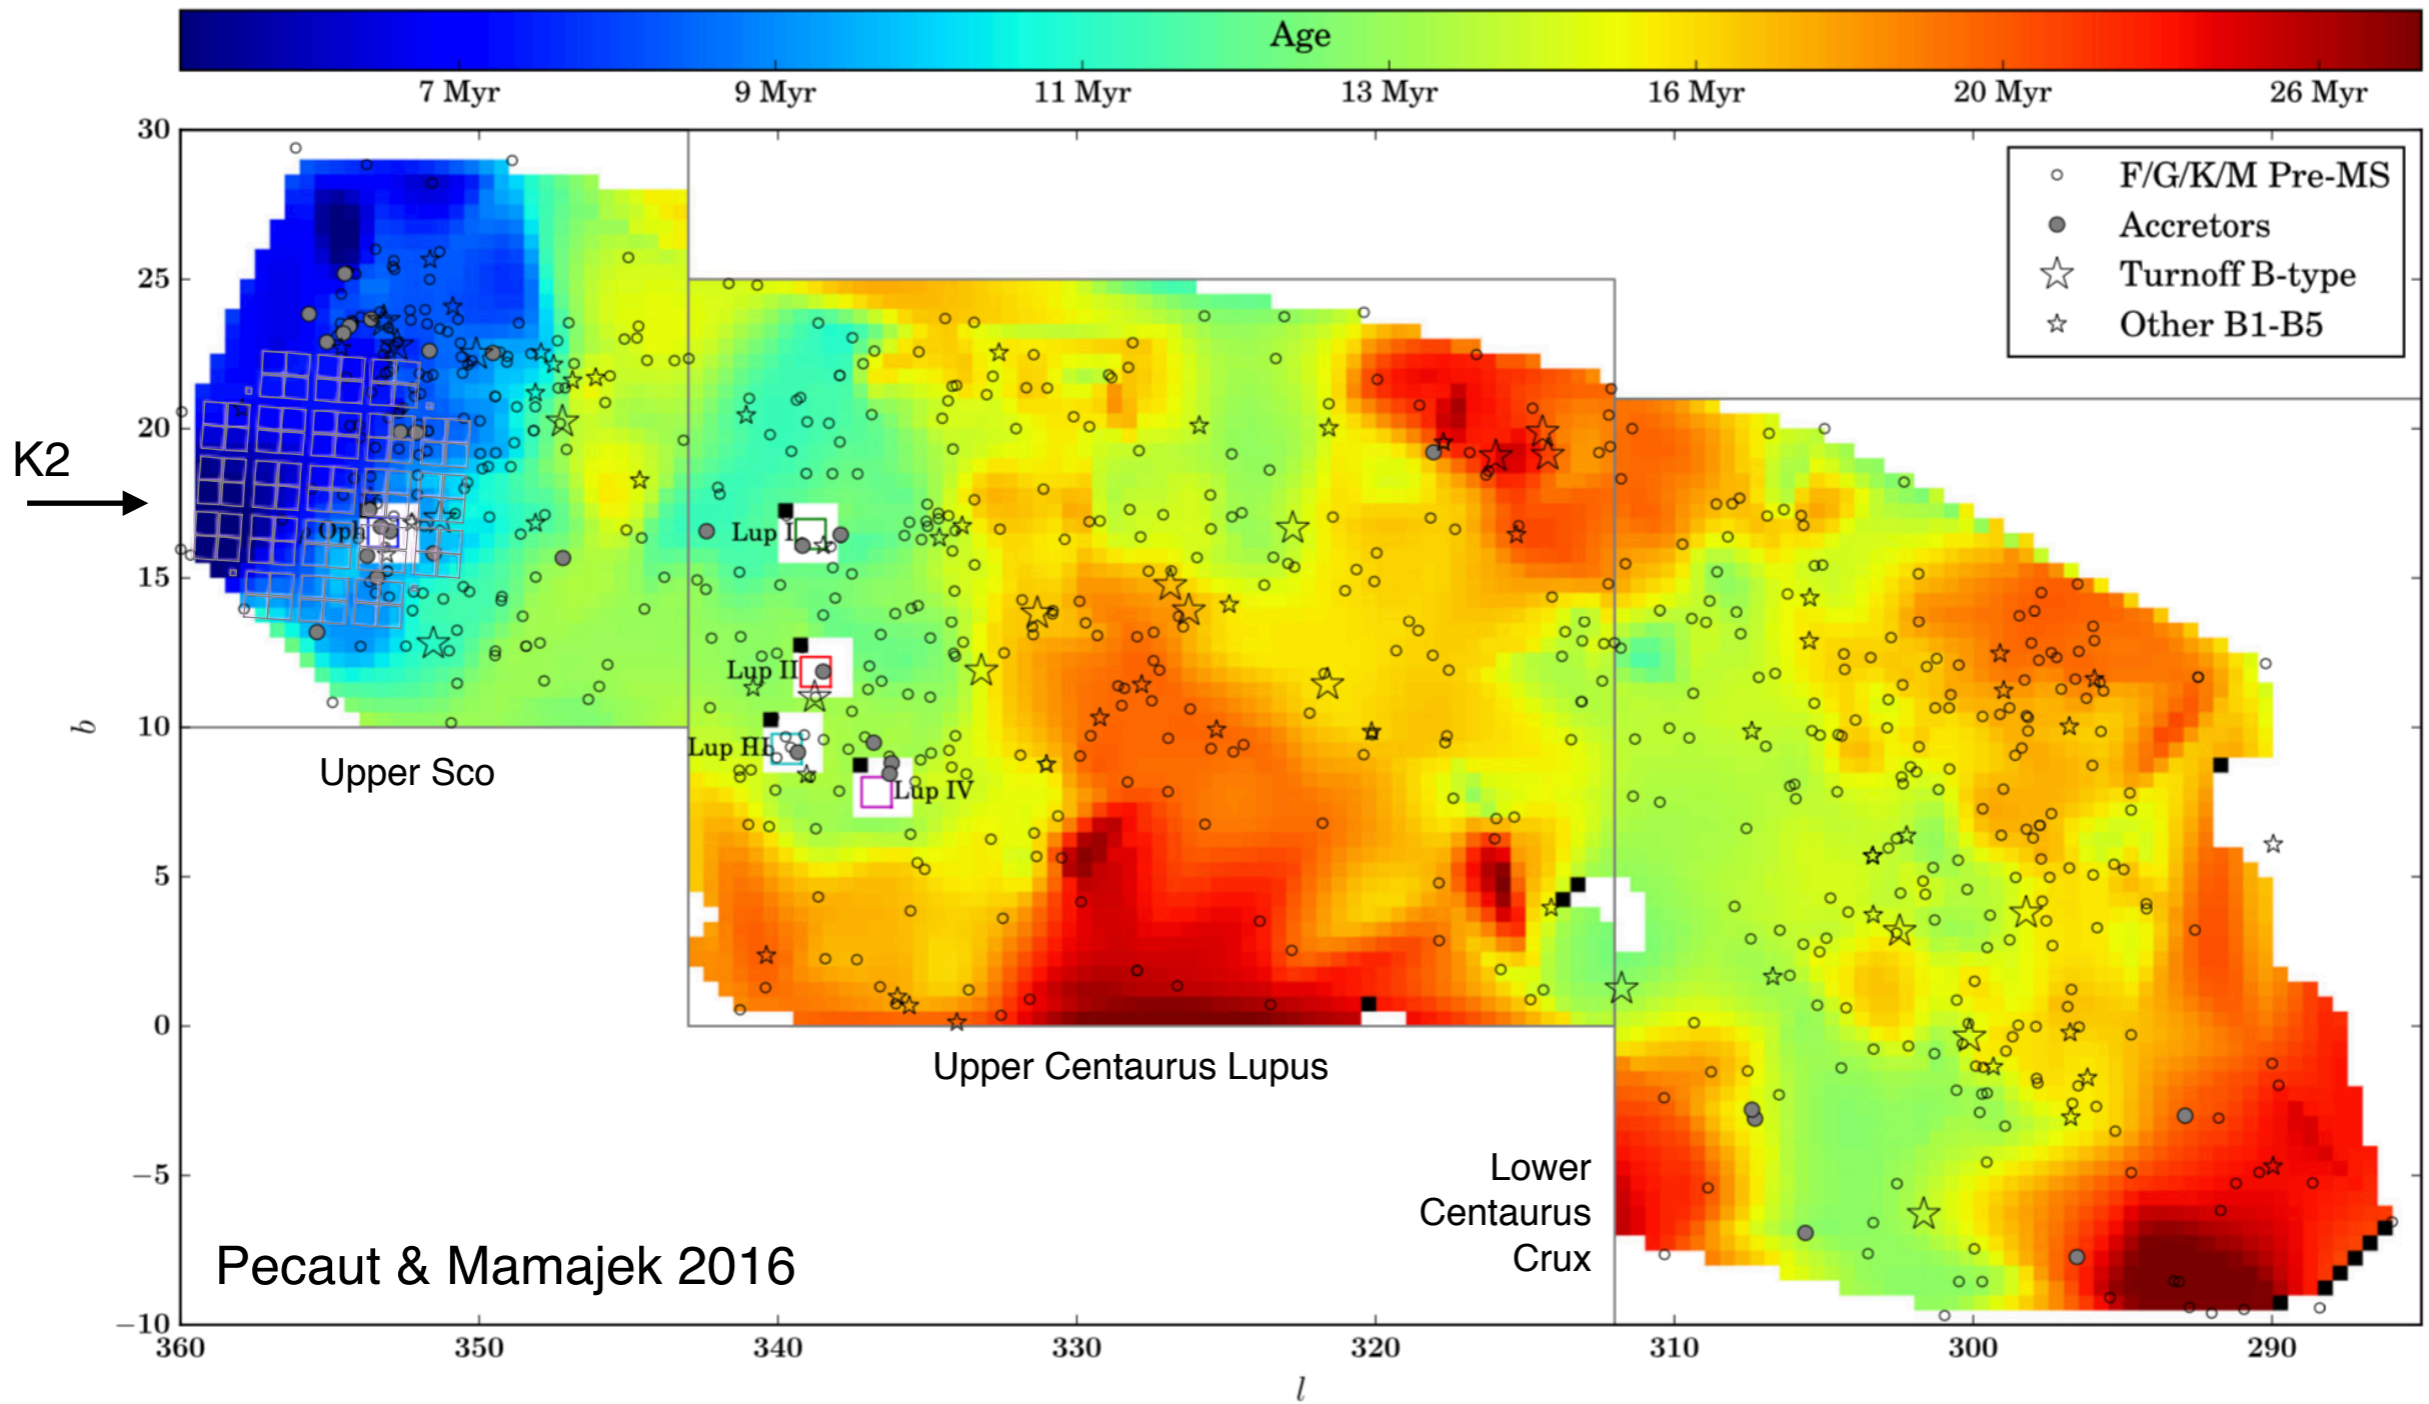 Age
7 Myr 9 Myr 11 Myr 13 Myr 16 Myr 20 Myr 26 Myr
30
25
20
15
10
5
0
−5
−10
b
F/G/K/M Pre-MS
Accretors
Turnoff B-type
Other B1-B5
K2
Oph
Lup I
Lup II
Lup III
Lup IV
Upper Sco
Upper Centaurus Lupus
Lower
Centaurus
Crux
Pecaut & Mamajek 2016
360 350 340 330 320 310 300 290
l